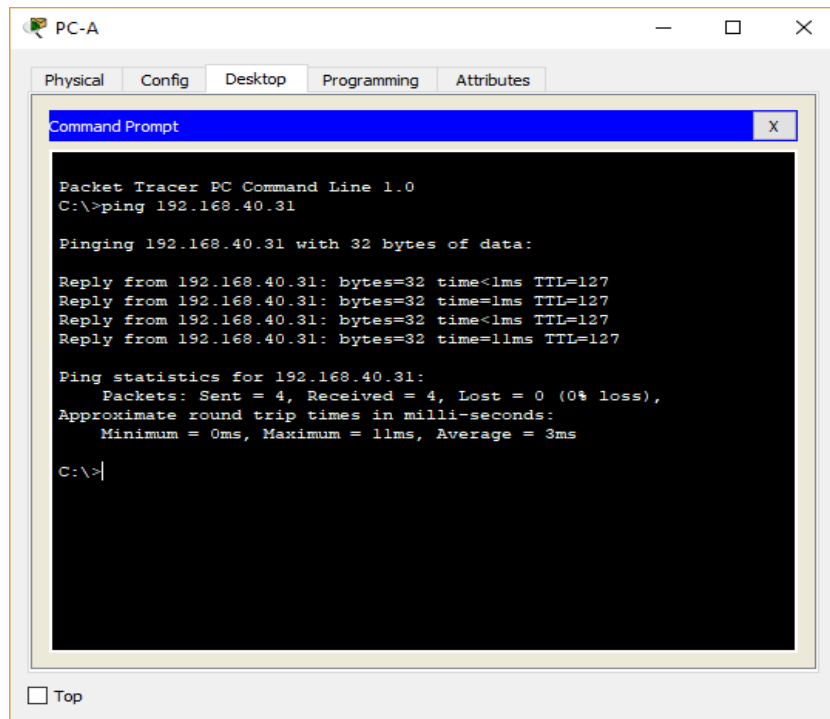 PC-A
Physical Config Desktop Programming Attributes
Command Prompt X
Packet Tracer PC Command Line 1.0
C:\>ping 192.168.40.31
Pinging 192.168.40.31 with 32 bytes of data:
Reply from 192.168.40.31: bytes=32 time<1ms TTL=127
Reply from 192.168.40.31: bytes=32 time=1ms TTL=127
Reply from 192.168.40.31: bytes=32 time<1ms TTL=127
Reply from 192.168.40.31: bytes=32 time=11ms TTL=127
Ping statistics for 192.168.40.31:
Packets: Sent = 4, Received = 4, Lost = 0 (0% loss),
Approximate round trip times in milli-seconds:
Minimum = 0ms, Maximum = 11ms, Average = 3ms
C:\>
Top